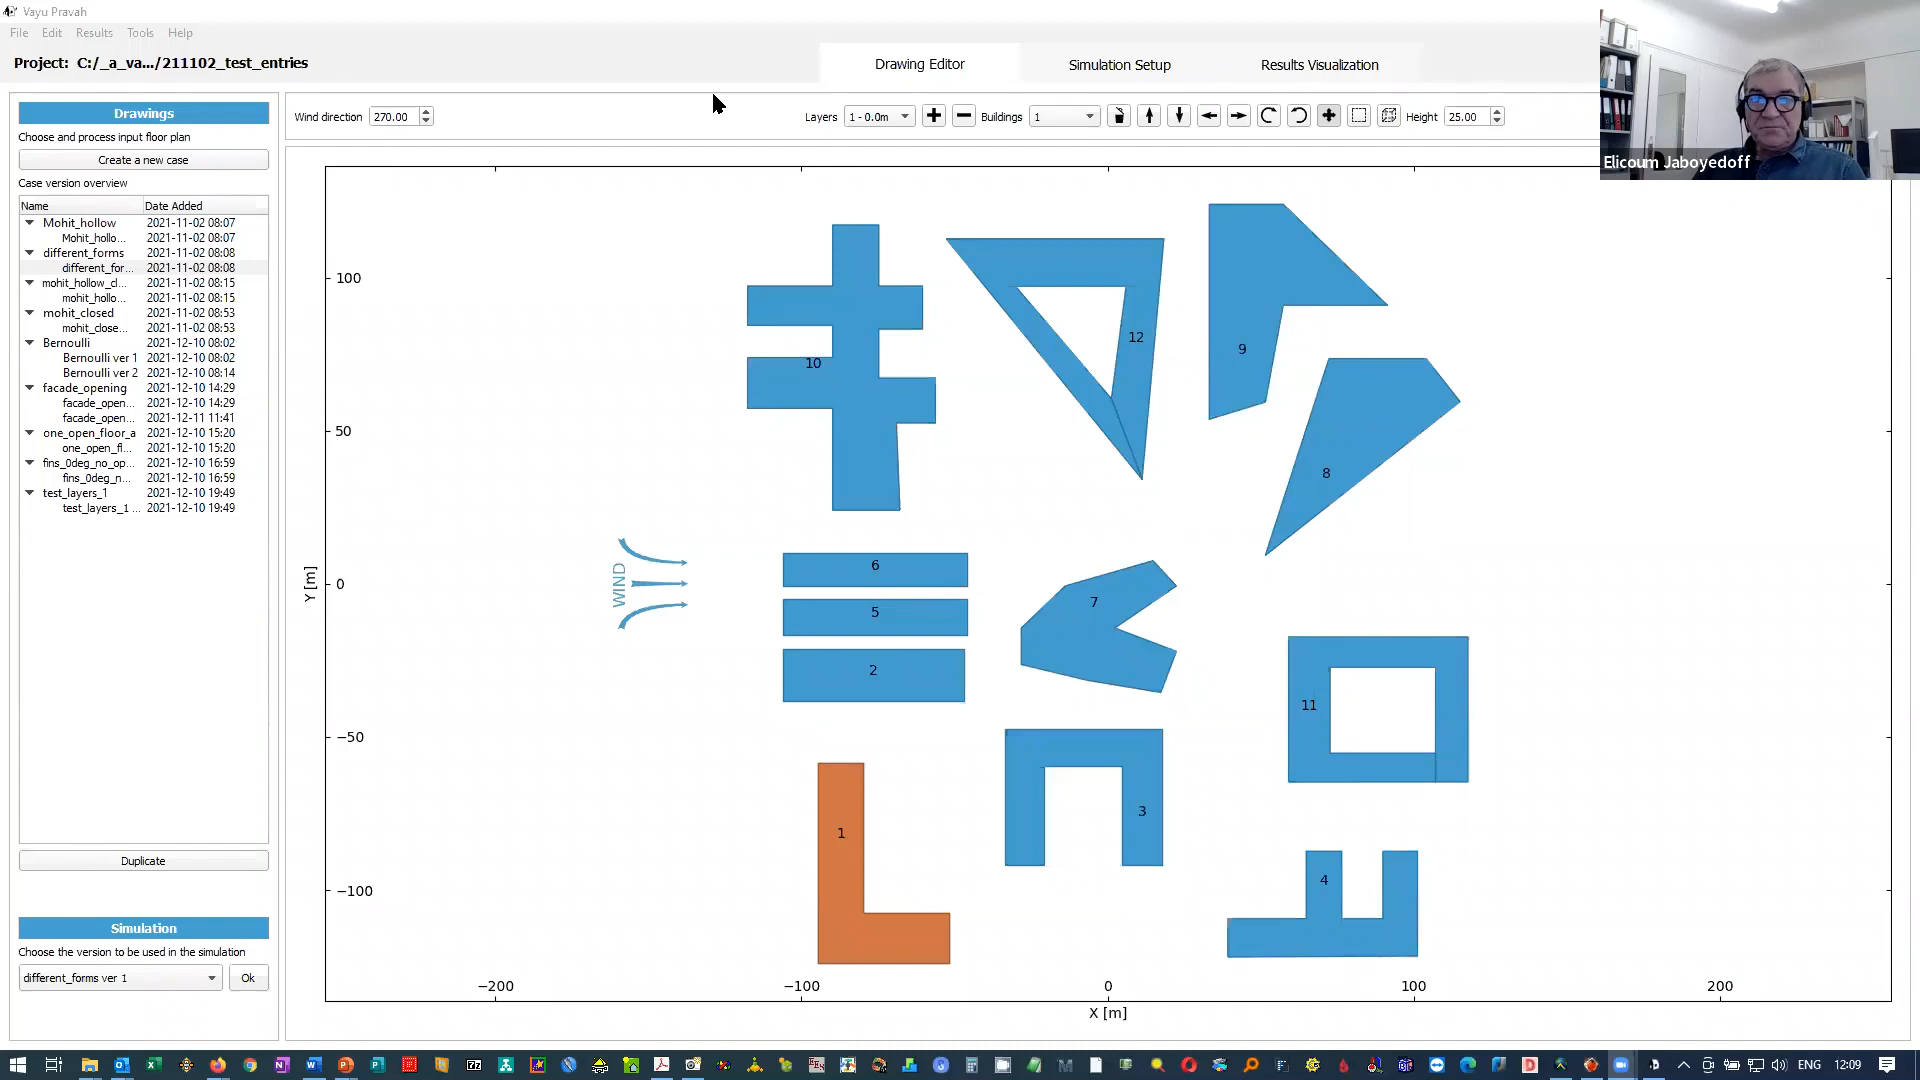 Vayu Pravah
File Edit Results Tools Help
Project: C:/_a_va.../211102_test_entries
Drawing Editor
Simulation Setup
Results Visualization
Elicoum Jaboyedoff
Drawings
Choose and process input floor plan
Create a new case
Case version overview
Name Date Added
Mohit_hollow 2021-11-02 08:07
Mohit_hollo... 2021-11-02 08:07
different_forms 2021-11-02 08:08
different_for... 2021-11-02 08:08
mohit_hollow_cl... 2021-11-02 08:15
mohit_hollo... 2021-11-02 08:15
mohit_closed 2021-11-02 08:53
mohit_close... 2021-11-02 08:53
Bernoulli 2021-12-10 08:02
Bernoulli ver 1 2021-12-10 08:02
Bernoulli ver 2 2021-12-10 08:14
facade_opening 2021-12-10 14:29
facade_open... 2021-12-10 14:29
facade_open... 2021-12-11 11:41
one_open_floor_a 2021-12-10 15:20
one_open_fl... 2021-12-10 15:20
fins_0deg_no_op... 2021-12-10 16:59
fins_0deg_n... 2021-12-10 16:59
test_layers_1 2021-12-10 19:49
test_layers_1 ... 2021-12-10 19:49
Duplicate
Simulation
Choose the version to be used in the simulation
different_forms ver 1
Ok
Wind direction 270.00
Layers 1 - 0.0m
Buildings 1
Height 25.00
100
50
0
−50
−100
Y [m]
WIND
10
12
9
8
6
5
2
7
11
3
1
4
−200
−100
0
100
200
X [m]
ENG 12:09